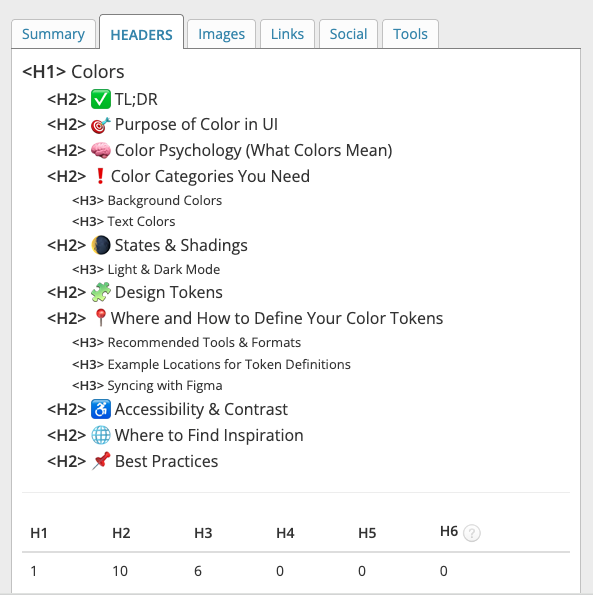 Summary HEADERS Images Links Social Tools
<H1> Colors
<H2> ✅ TL;DR
<H2> 🎯 Purpose of Color in UI
<H2> 🧠 Color Psychology (What Colors Mean)
<H2> ❗ Color Categories You Need
<H3> Background Colors
<H3> Text Colors
<H2> 🌘 States & Shadings
<H3> Light & Dark Mode
<H2> 🧩 Design Tokens
<H2> 📍 Where and How to Define Your Color Tokens
<H3> Recommended Tools & Formats
<H3> Example Locations for Token Definitions
<H3> Syncing with Figma
<H2> ♿ Accessibility & Contrast
<H2> 🌐 Where to Find Inspiration
<H2> 📌 Best Practices
H1 H2 H3 H4 H5 H6 ?
1 10 6 0 0 0